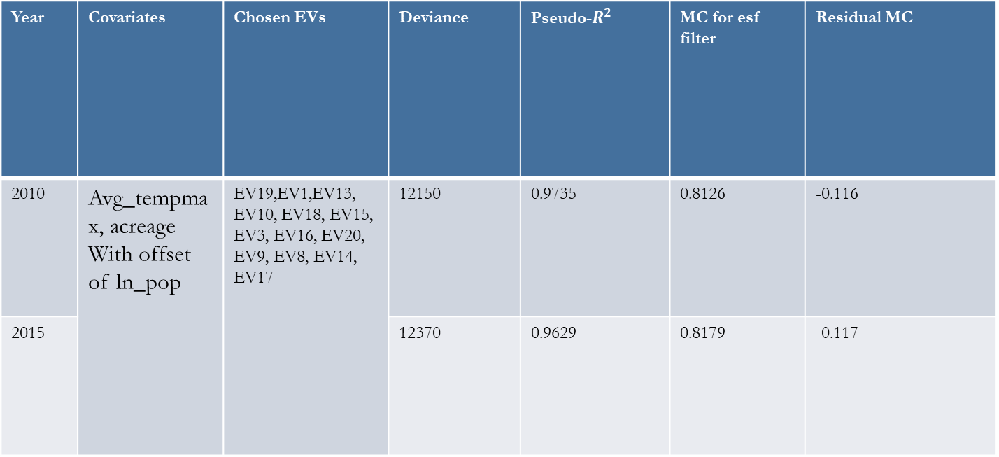 Year
Covariates
Chosen EVs
Deviance
Pseudo-R²
MC for esf
filter
Residual MC
2010
Avg_tempma
x, acreage
With offset
of ln_pop
EV19,EV1,EV13,
EV10, EV18, EV15,
EV3, EV16, EV20,
EV9, EV8, EV14,
EV17
12150
0.9735
0.8126
-0.116
2015
12370
0.9629
0.8179
-0.117